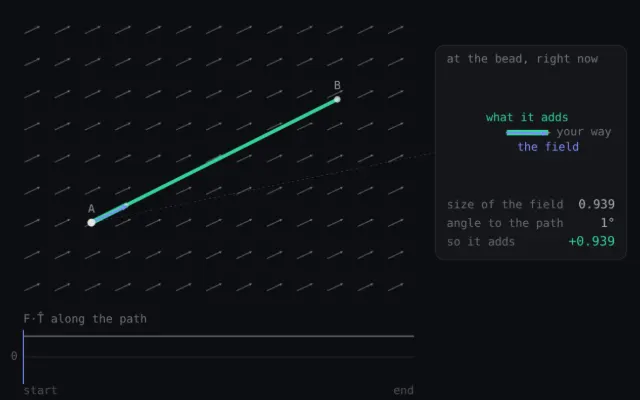 B
A
at the bead, right now
what it adds
your way
the field
size of the field 0.939
angle to the path 1°
so it adds +0.939
F·T̂ along the path
0
start end